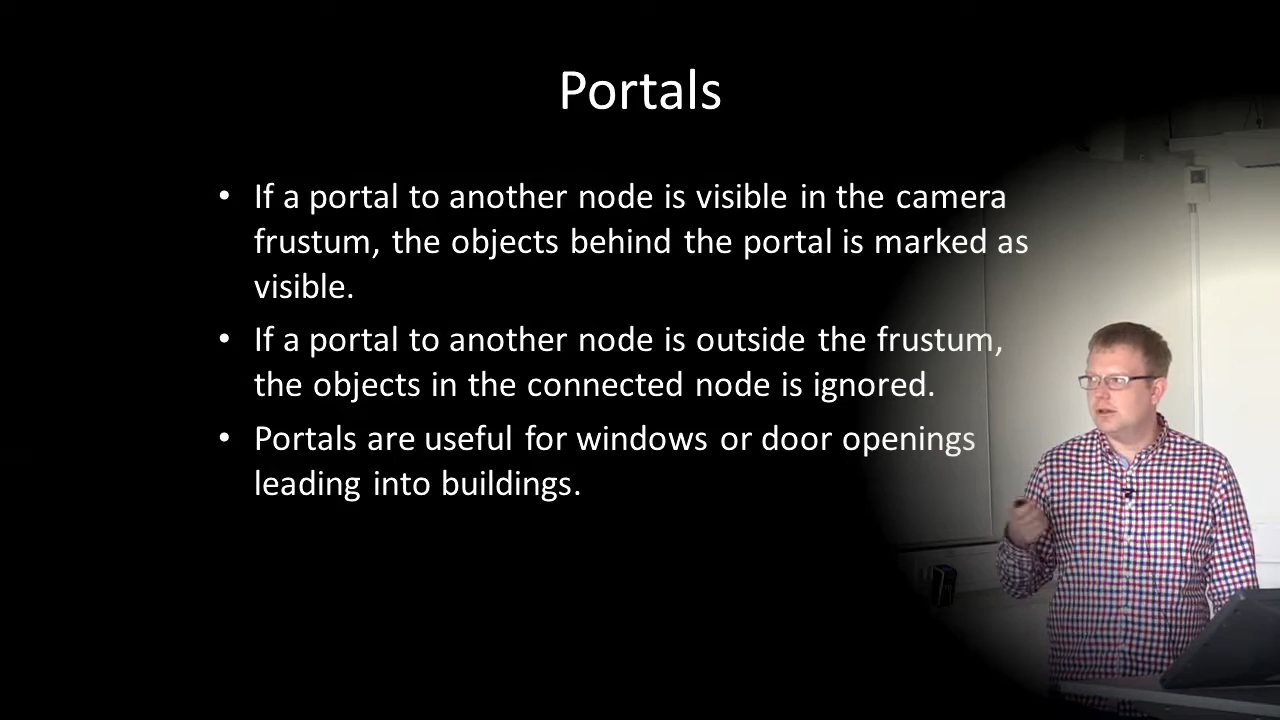 Portals
• If a portal to another node is visible in the camera
frustum, the objects behind the portal is marked as
visible.
• If a portal to another node is outside the frustum,
the objects in the connected node is ignored.
• Portals are useful for windows or door openings
leading into buildings.